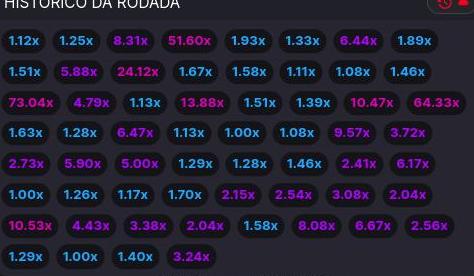 HISTÓRICO DA RODADA
1.12x 1.25x 8.31x 51.60x 1.93x 1.33x 6.44x 1.89x
1.51x 5.88x 24.12x 1.67x 1.58x 1.11x 1.08x 1.46x
73.04x 4.79x 1.13x 13.88x 1.51x 1.39x 10.47x 64.33x
1.63x 1.28x 6.47x 1.13x 1.00x 1.08x 9.57x 3.72x
2.73x 5.90x 5.00x 1.29x 1.28x 1.46x 2.41x 6.17x
1.00x 1.26x 1.17x 1.70x 2.15x 2.54x 3.08x 2.04x
10.53x 4.43x 3.38x 2.04x 1.58x 8.08x 6.67x 2.56x
1.29x 1.00x 1.40x 3.24x